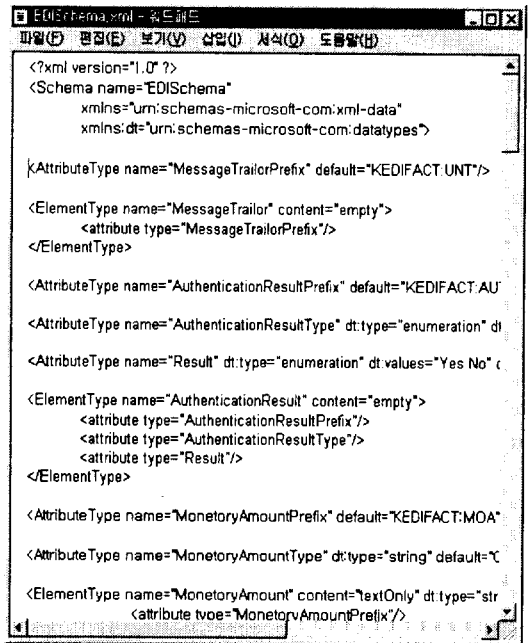 EDISchema.xml - 워드패드
파일(F) 편집(E) 보기(V) 삽입(I) 서식(O) 도움말(H)
<?xml version="1.0" ?>
<Schema name="EDISchema"
xmlns="urn:schemas-microsoft-com:xml-data"
xmlns:dt="urn:schemas-microsoft-com:datatypes">
<AttributeType name="MessageTrailorPrefix" default="KEDIFACT:UNT"/>
<ElementType name="MessageTrailor" content="empty">
<attribute type="MessageTrailorPrefix"/>
</ElementType>
<AttributeType name="AuthenticationResultPrefix" default="KEDIFACT:AU
<AttributeType name="AuthenticationResultType" dt:type="enumeration" dt
<AttributeType name="Result" dt:type="enumeration" dt:values="Yes No" d
<ElementType name="AuthenticationResult" content="empty">
<attribute type="AuthenticationResultPrefix"/>
<attribute type="AuthenticationResultType"/>
<attribute type="Result"/>
</ElementType>
<AttributeType name="MonetoryAmountPrefix" default="KEDIFACT:MOA"
<AttributeType name="MonetoryAmountType" dt:type="string" default="C
<ElementType name="MonetoryAmount" content="textOnly" dt:type="str
<attribute type="MonetoryAmountPrefix"/>